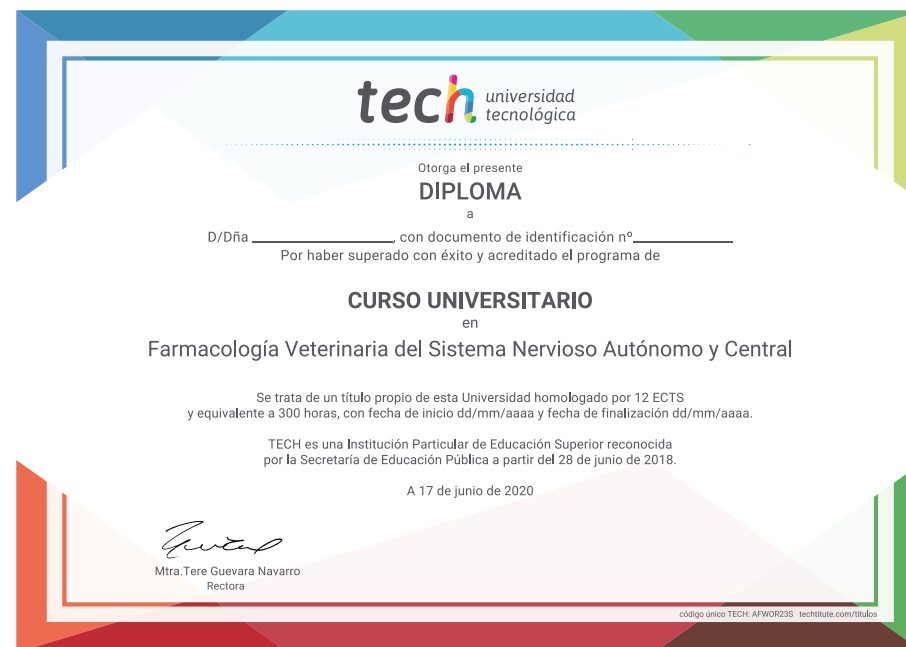 tech universidad
tecnológica
Otorga el presente
DIPLOMA
a
D/Dña ____________________, con documento de identificación nº______________
Por haber superado con éxito y acreditado el programa de
CURSO UNIVERSITARIO
en
Farmacología Veterinaria del Sistema Nervioso Autónomo y Central
Se trata de un título propio de esta Universidad homologado por 12 ECTS
y equivalente a 300 horas, con fecha de inicio dd/mm/aaaa y fecha de finalización dd/mm/aaaa.
TECH es una Institución Particular de Educación Superior reconocida
por la Secretaría de Educación Pública a partir del 28 de junio de 2018.
A 17 de junio de 2020
Mtra.Tere Guevara Navarro
Rectora
código único TECH: AFWOR23S techtitute.com/titulos